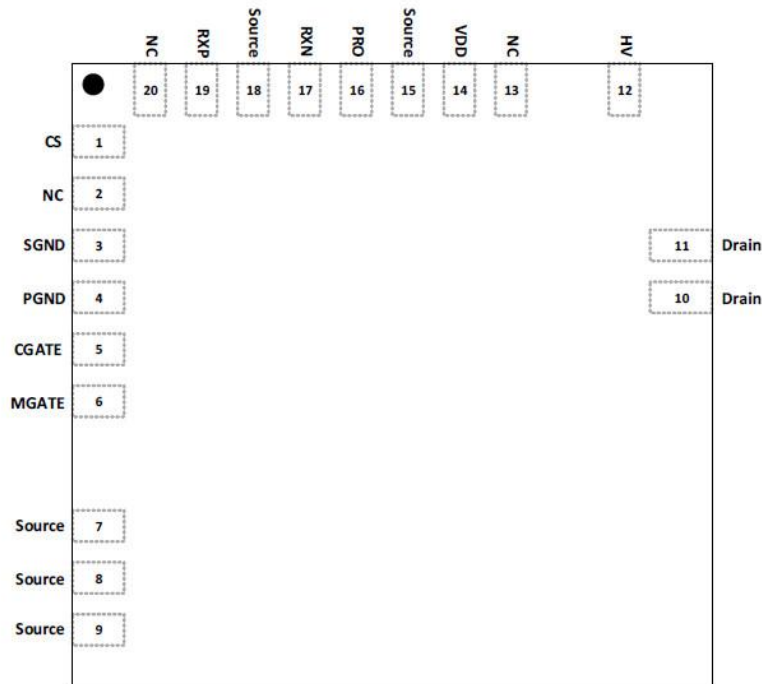 NC RXP Source RXN PRO Source VDD NC HV
20 19 18 17 16 15 14 13 12
CS 1
NC 2
SGND 3 11 Drain
PGND 4 10 Drain
CGATE 5
MGATE 6
Source 7
Source 8
Source 9